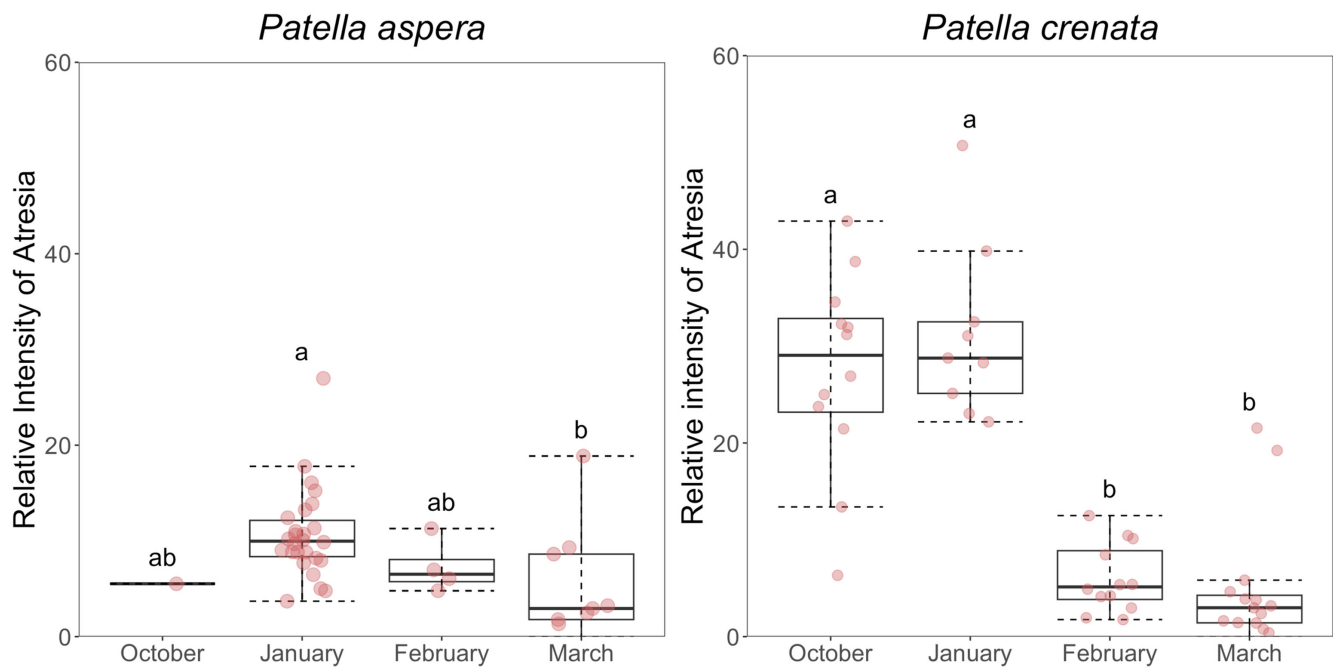 Patella aspera
Relative Intensity of Atresia
60
40
20
0
ab
a
ab
b
October
January
February
March
Patella crenata
Relative intensity of Atresia
60
40
20
0
a
a
b
b
October
January
February
March